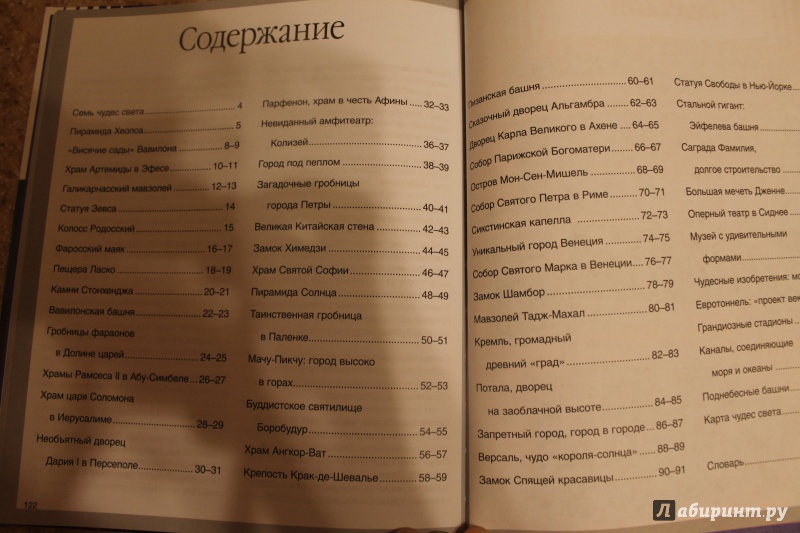 Содержание
Семь чудес света 4
Пирамида Хеопса 5
«Висячие сады» Вавилона 8–9
Храм Артемиды в Эфесе 10–11
Галикарнасский мавзолей 12–13
Статуя Зевса 14
Колосс Родосский 15
Фаросский маяк 16–17
Пещера Ласко 18–19
Камни Стонхенджа 20–21
Вавилонская башня 22–23
Гробницы фараонов
в Долине царей 24–25
Храмы Рамсеса II в Абу-Симбеле 26–27
Храм царя Соломона
в Иерусалиме 28–29
Необъятный дворец
Дария I в Персеполе 30–31
122
Парфенон, храм в честь Афины 32–33
Невиданный амфитеатр:
Колизей 36–37
Город под пеплом 38–39
Загадочные гробницы
города Петры 40–41
Великая Китайская стена 42–43
Замок Химедзи 44–45
Храм Святой Софии 46–47
Пирамида Солнца 48–49
Таинственная гробница
в Паленке 50–51
Мачу-Пикчу: город высоко
в горах 52–53
Буддистское святилище
Боробудур 54–55
Храм Ангкор-Ват 56–57
Крепость Крак-де-Шевалье 58–59
Пизанская башня 60–61
Сказочный дворец Альгамбра 62–63
Дворец Карла Великого в Ахене 64–65
Собор Парижской Богоматери 66–67
Остров Мон-Сен-Мишель 68–69
Собор Святого Петра в Риме 70–71
Сикстинская капелла 72–73
Уникальный город Венеция 74–75
Собор Святого Марка в Венеции 76–77
Замок Шамбор 78–79
Мавзолей Тадж-Махал 80–81
Кремль, громадный
древний «град» 82–83
Потала, дворец
на заоблачной высоте 84–85
Запретный город, город в городе 86–87
Версаль, чудо «короля-солнца» 88–89
Замок Спящей красавицы 90–91
Статуя Свободы в Нью-Йорке
Стальной гигант:
Эйфелева башня
Саграда Фамилия,
долгое строительство
Большая мечеть Дженне
Оперный театр в Сиднее
Музей с удивительными
формами
Чудесные изобретения:
Евротоннель: «проект
Грандиозные стадионы
Каналы, соединяющие
моря и океаны
Поднебесные башни
Карта чудес света
Словарь
Лабиринт.ру